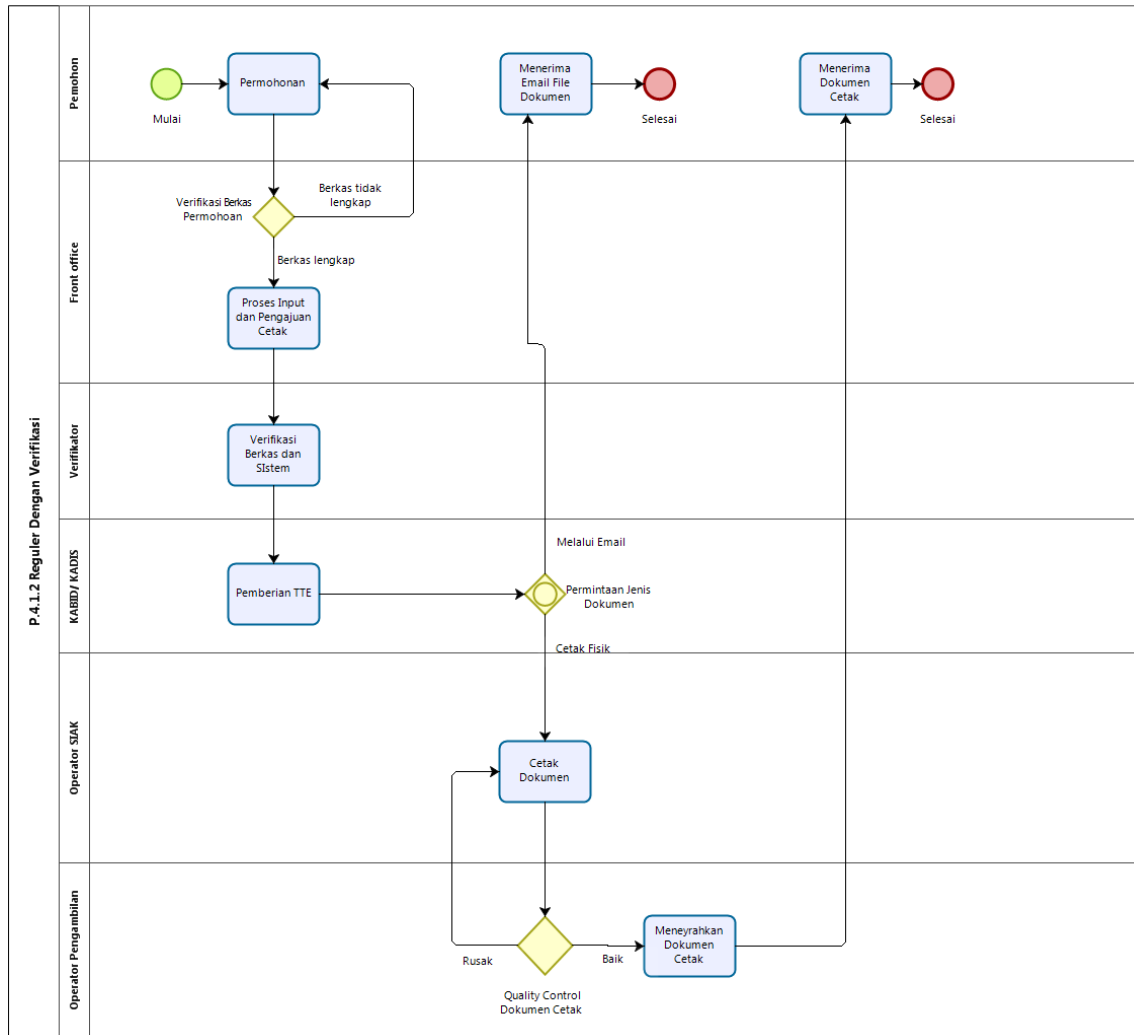 P.4.1.2 Reguler Dengan Verifikasi
Pemohon
Mulai
Permohonan
Menerima
Email File
Dokumen
Selesai
Menerima
Dokumen
Cetak
Selesai
Front office
Verifikasi Berkas
Permohoan
Berkas tidak
lengkap
Berkas lengkap
Proses Input
dan Pengajuan
Cetak
Verifikator
Verifikasi
Berkas dan
SIstem
KABID/ KADIS
Pemberian TTE
Melalui Email
Permintaan Jenis
Dokumen
Cetak Fisik
Operator SIAK
Cetak
Dokumen
Operator Pengambilan
Rusak
Baik
Quality Control
Dokumen Cetak
Meneyrahkan
Dokumen
Cetak